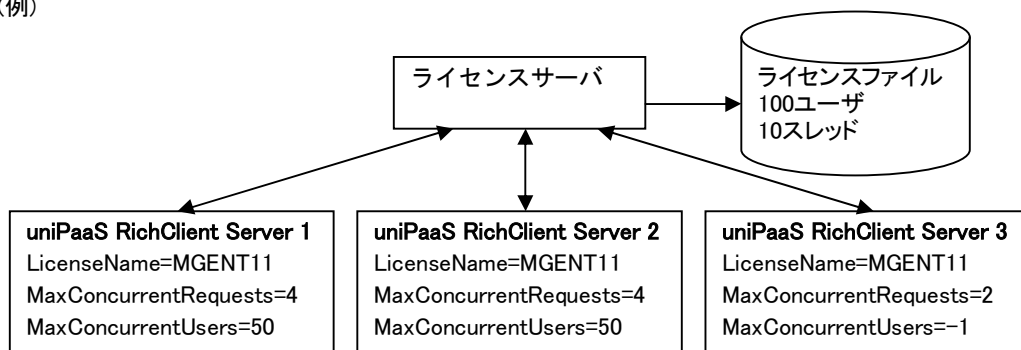 (例)
ライセンスサーバ
ライセンスファイル
100ユーザ
10スレッド
uniPaaS RichClient Server 1
LicenseName=MGENT11
MaxConcurrentRequests=4
MaxConcurrentUsers=50
uniPaaS RichClient Server 2
LicenseName=MGENT11
MaxConcurrentRequests=4
MaxConcurrentUsers=50
uniPaaS RichClient Server 3
LicenseName=MGENT11
MaxConcurrentRequests=2
MaxConcurrentUsers=-1